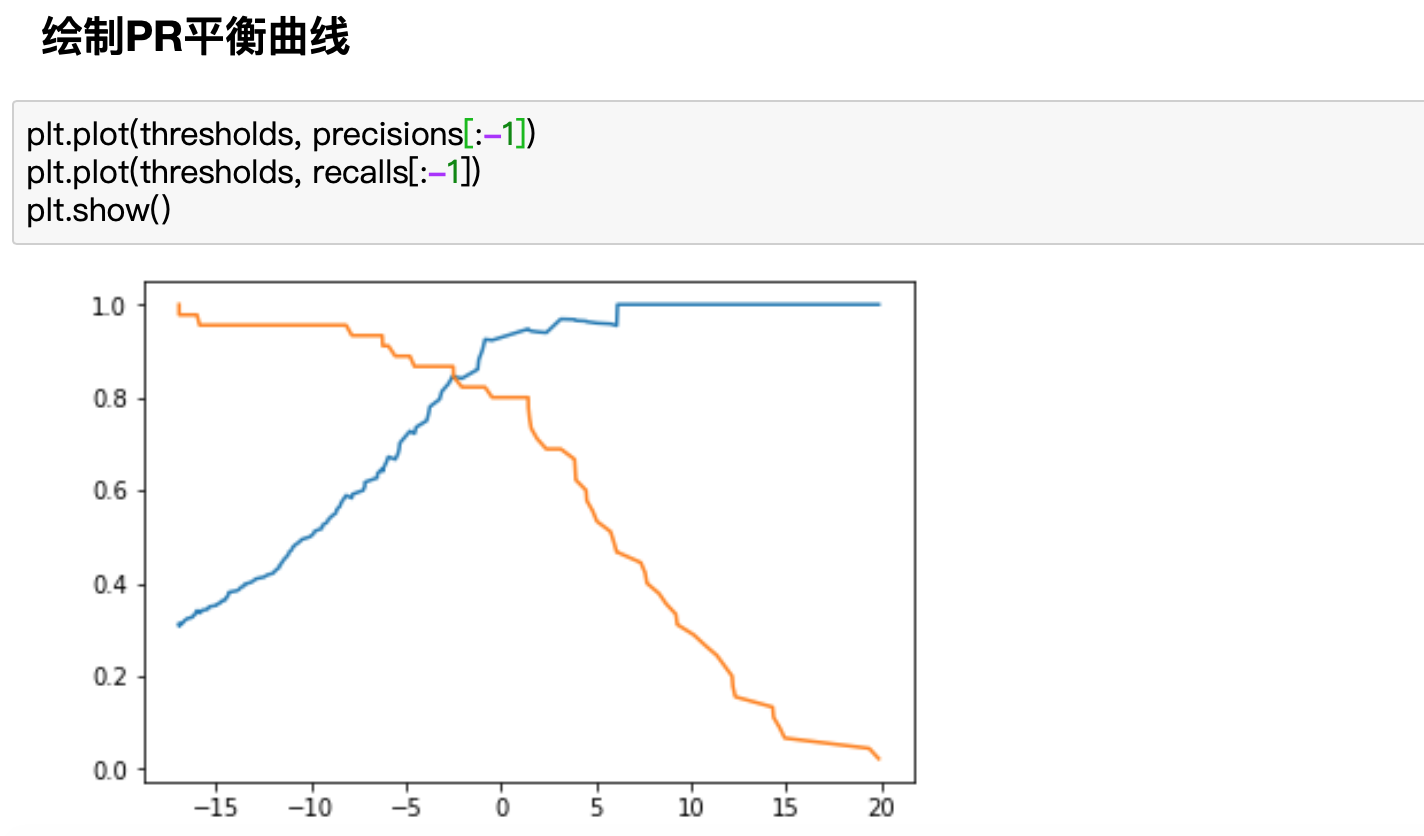 绘制PR平衡曲线
plt.plot(thresholds, precisions[:-1])
plt.plot(thresholds, recalls[:-1])
plt.show()
1.0
0.8
0.6
0.4
0.2
0.0
−15 −10 −5 0 5 10 15 20